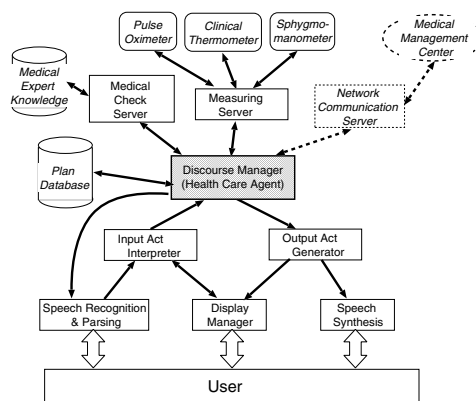 Pulse
Oximeter
Clinical
Thermometer
Sphygmo-
manometer
Medical
Management
Center
Medical
Expert
Knowledge
Medical
Check
Server
Measuring
Server
Network
Communication
Server
Plan
Database
Discourse Manager
(Health Care Agent)
Input Act
Interpreter
Output Act
Generator
Speech Recognition
& Parsing
Display
Manager
Speech
Synthesis
User